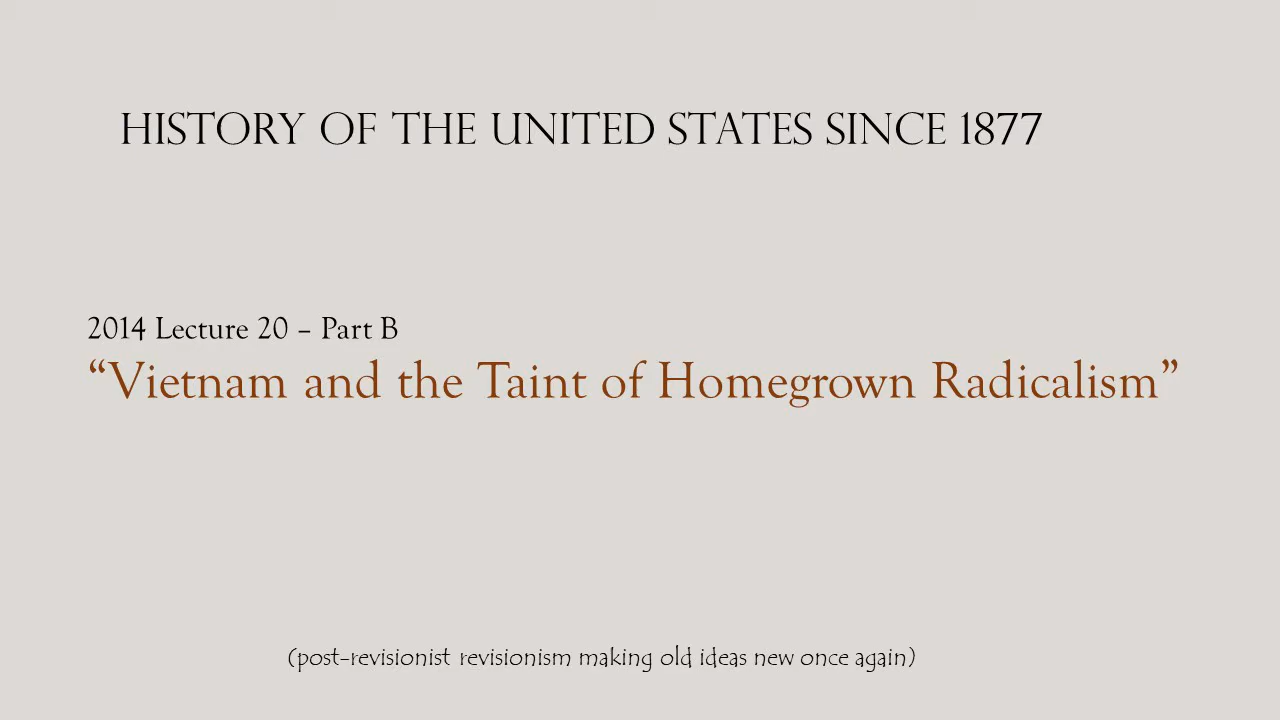 HISTORY OF THE UNITED STATES SINCE 1877
2014 Lecture 20 – Part B
“Vietnam and the Taint of Homegrown Radicalism”
(post-revisionist revisionism making old ideas new once again)